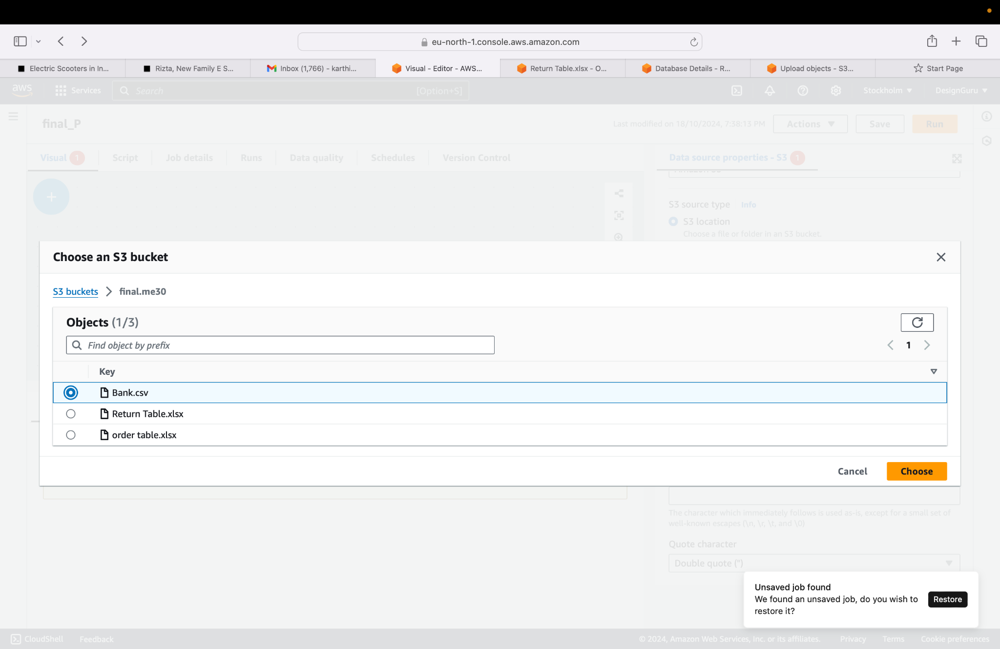 eu-north-1.console.aws.amazon.com
Electric Scooters in In...
Rizta, New Family E S...
Inbox (1,766) - karthi...
Visual - Editor - AWS...
Return Table.xlsx - O...
Database Details - R...
Upload objects - S3...
Start Page
aws
Services
Search
[Option+S]
Stockholm
DesignGuru
final_P
Last modified on 18/10/2024, 7:38:13 PM
Actions
Save
Run
Visual 1
Script
Job details
Runs
Data quality
Schedules
Version Control
Data source properties - S3 1
Amazon S3
S3 source type
Info
S3 location
Choose a file or folder in an S3 bucket.
Choose an S3 bucket
S3 buckets
final.me30
Objects (1/3)
Find object by prefix
1
Key
Bank.csv
Return Table.xlsx
order table.xlsx
Cancel
Choose
The character which immediately follows is used as-is, except for a small set of
well-known escapes (\n, \r, \t, and \0)
Quote character
Double quote (")
Unsaved job found
We found an unsaved job, do you wish to
restore it?
Restore
CloudShell
Feedback
© 2024, Amazon Web Services, Inc. or its affiliates.
Privacy
Terms
Cookie preferences